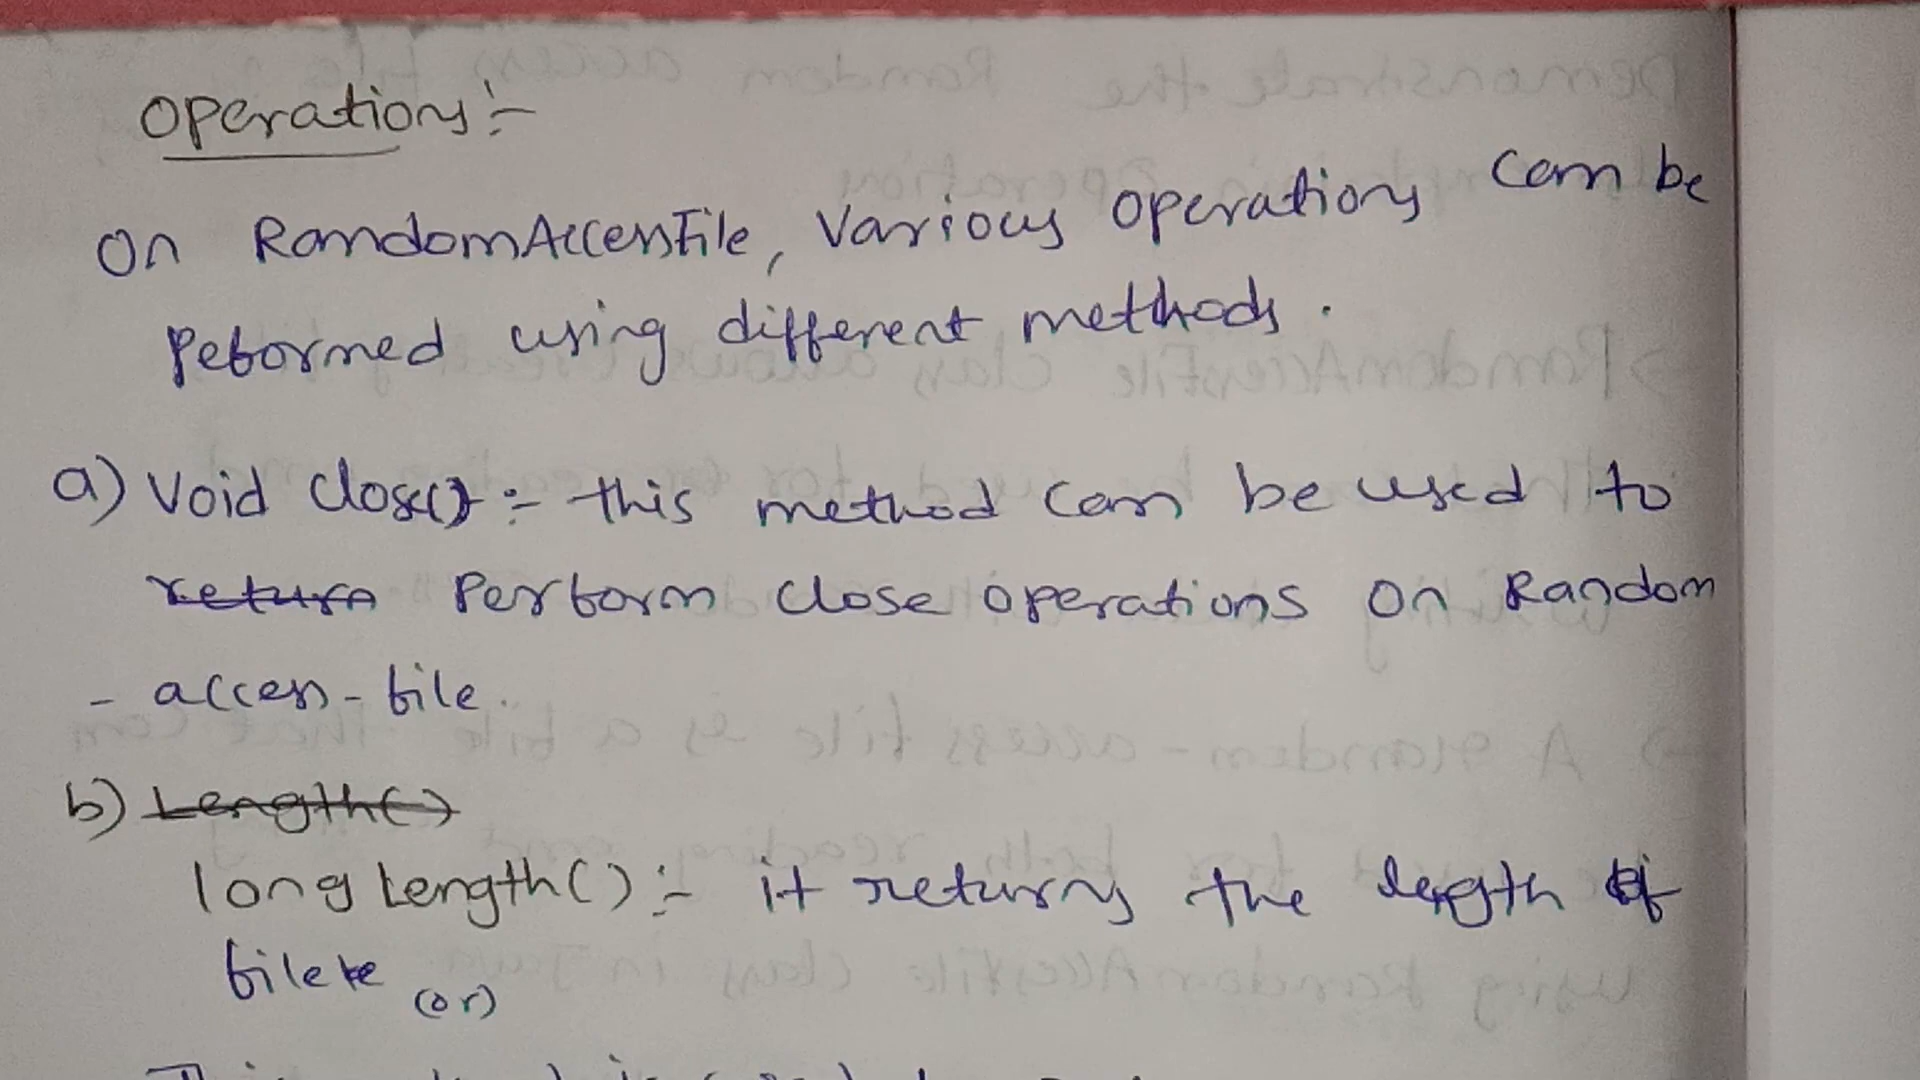 Operations :-
On RandomAccessFile, Various operations can be
Peformed using different methods.
a) Void Close() :- this method can be used to
return Perform close operations on Random
- access - file.
b) Length()
long Length() :- it returns the length of
file
(or)